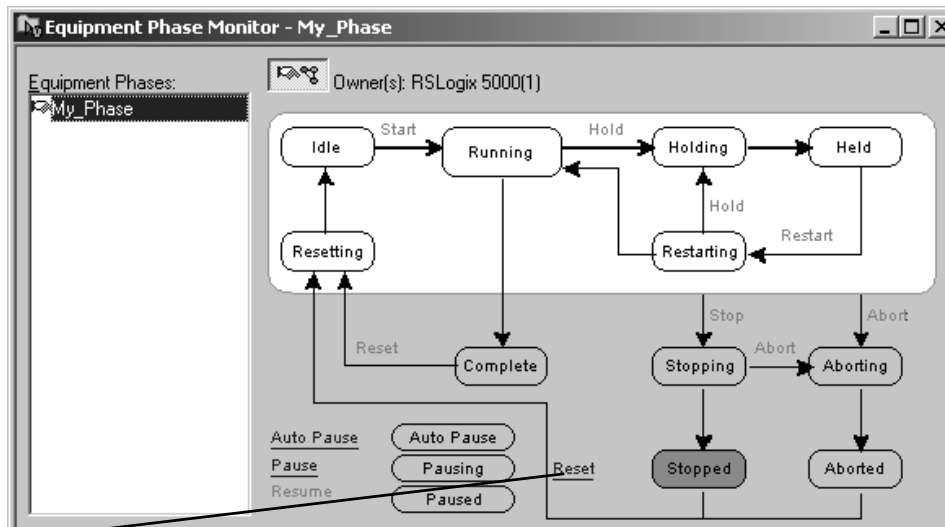 Equipment Phase Monitor - My_Phase
Equipment Phases:
Owner(s): RSLogix 5000(1)
My_Phase
Idle
Start
Running
Hold
Holding
Held
Hold
Resetting
Restarting
Restart
Stop
Abort
Reset
Complete
Stopping
Abort
Aborting
Auto Pause
Auto Pause
Pause
Pausing
Reset
Stopped
Aborted
Resume
Paused